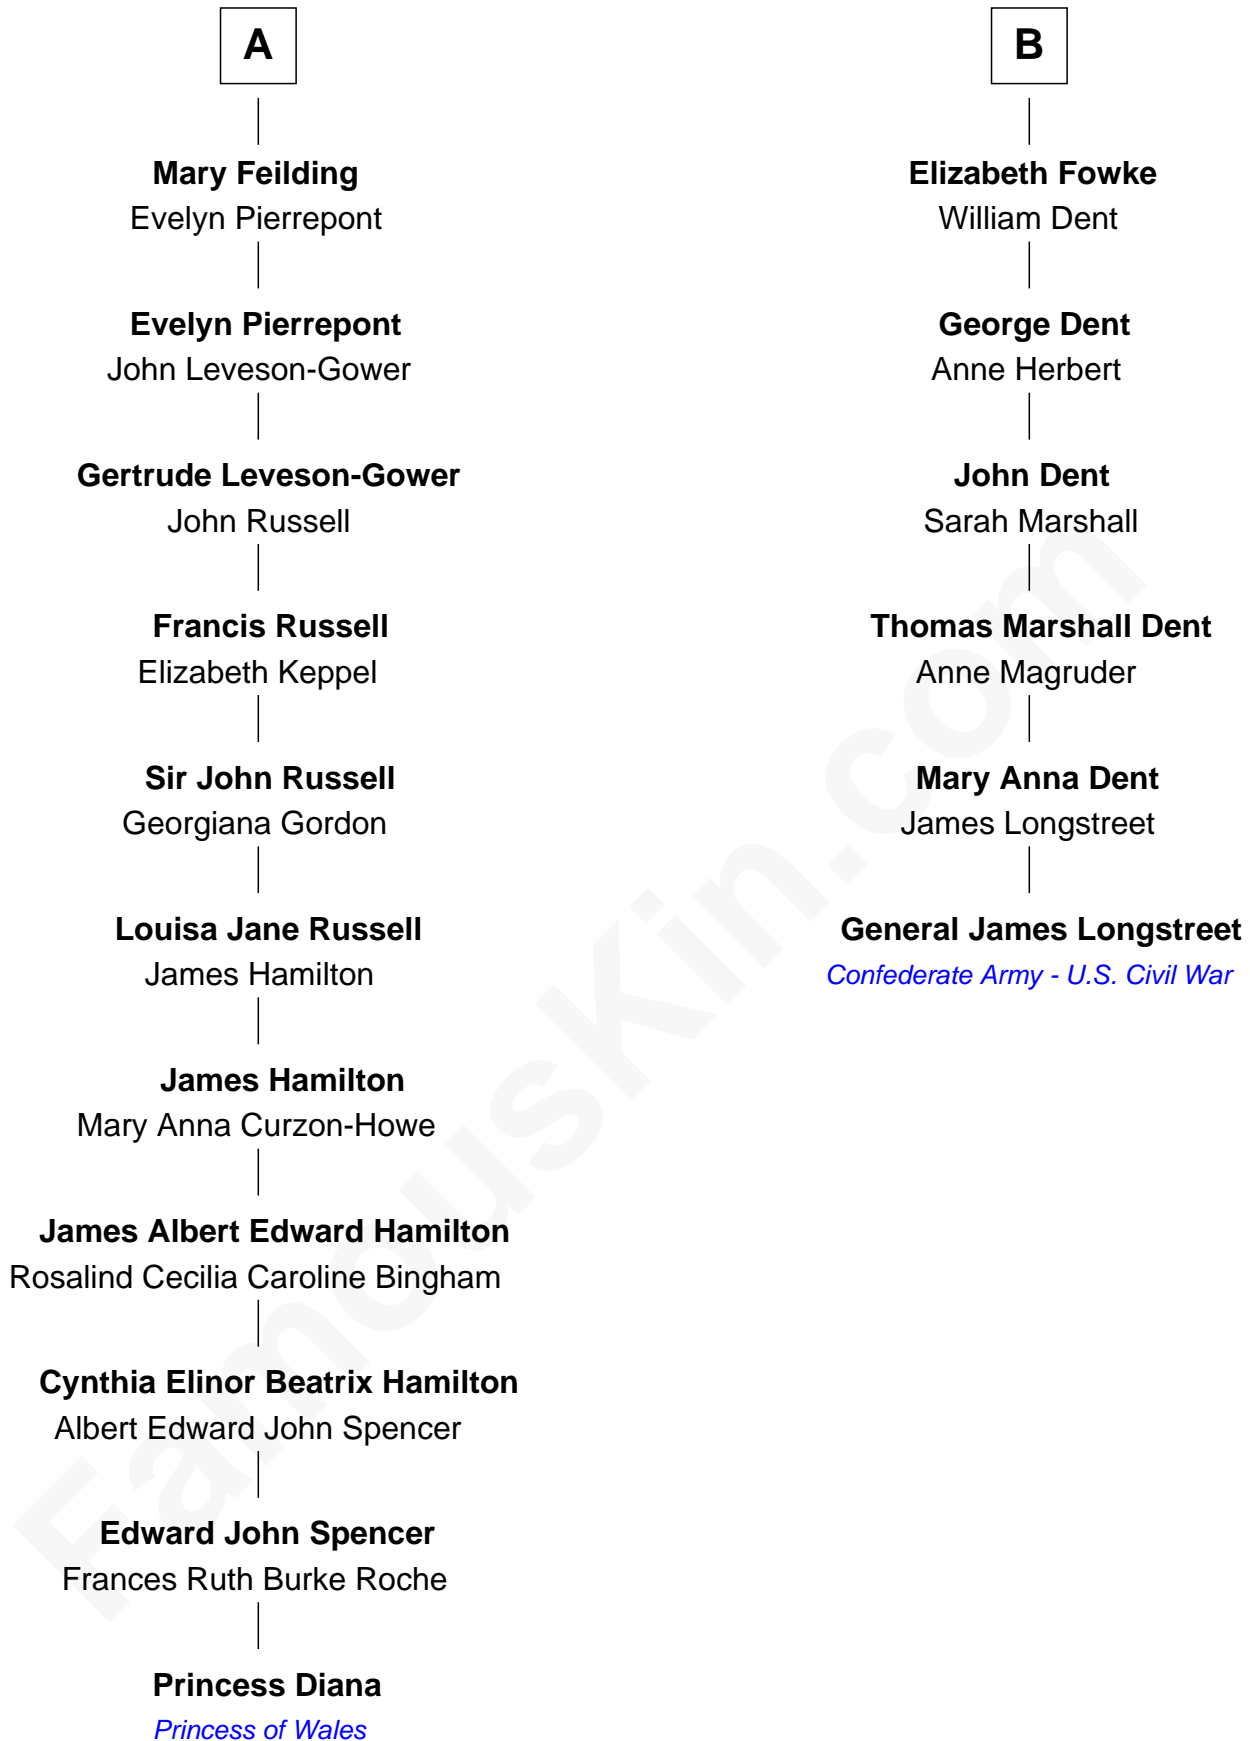 A
Mary Feilding
Evelyn Pierrepont
Evelyn Pierrepont
John Leveson-Gower
Gertrude Leveson-Gower
John Russell
Francis Russell
Elizabeth Keppel
Sir John Russell
Georgiana Gordon
Louisa Jane Russell
James Hamilton
James Hamilton
Mary Anna Curzon-Howe
James Albert Edward Hamilton
Rosalind Cecilia Caroline Bingham
Cynthia Elinor Beatrix Hamilton
Albert Edward John Spencer
Edward John Spencer
Frances Ruth Burke Roche
Princess Diana
Princess of Wales
B
Elizabeth Fowke
William Dent
George Dent
Anne Herbert
John Dent
Sarah Marshall
Thomas Marshall Dent
Anne Magruder
Mary Anna Dent
James Longstreet
General James Longstreet
Confederate Army - U.S. Civil War
FamousKin.com